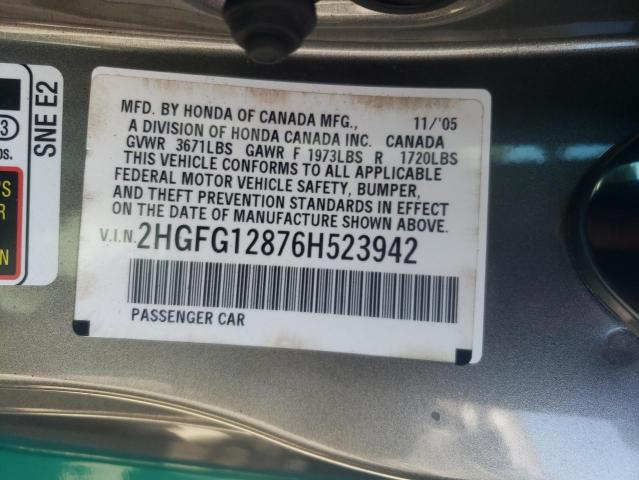 MFD. BY HONDA OF CANADA MFG., 11/'05
A DIVISION OF HONDA CANADA INC. CANADA
GVWR 3671LBS GAWR F 1973LBS R 1720LBS
THIS VEHICLE CONFORMS TO ALL APPLICABLE
FEDERAL MOTOR VEHICLE SAFETY, BUMPER,
AND THEFT PREVENTION STANDARDS IN EFFECT
ON THE DATE OF MANUFACTURE SHOWN ABOVE.
V.I.N. 2HGFG12876H523942
PASSENGER CAR
SNE E2
3